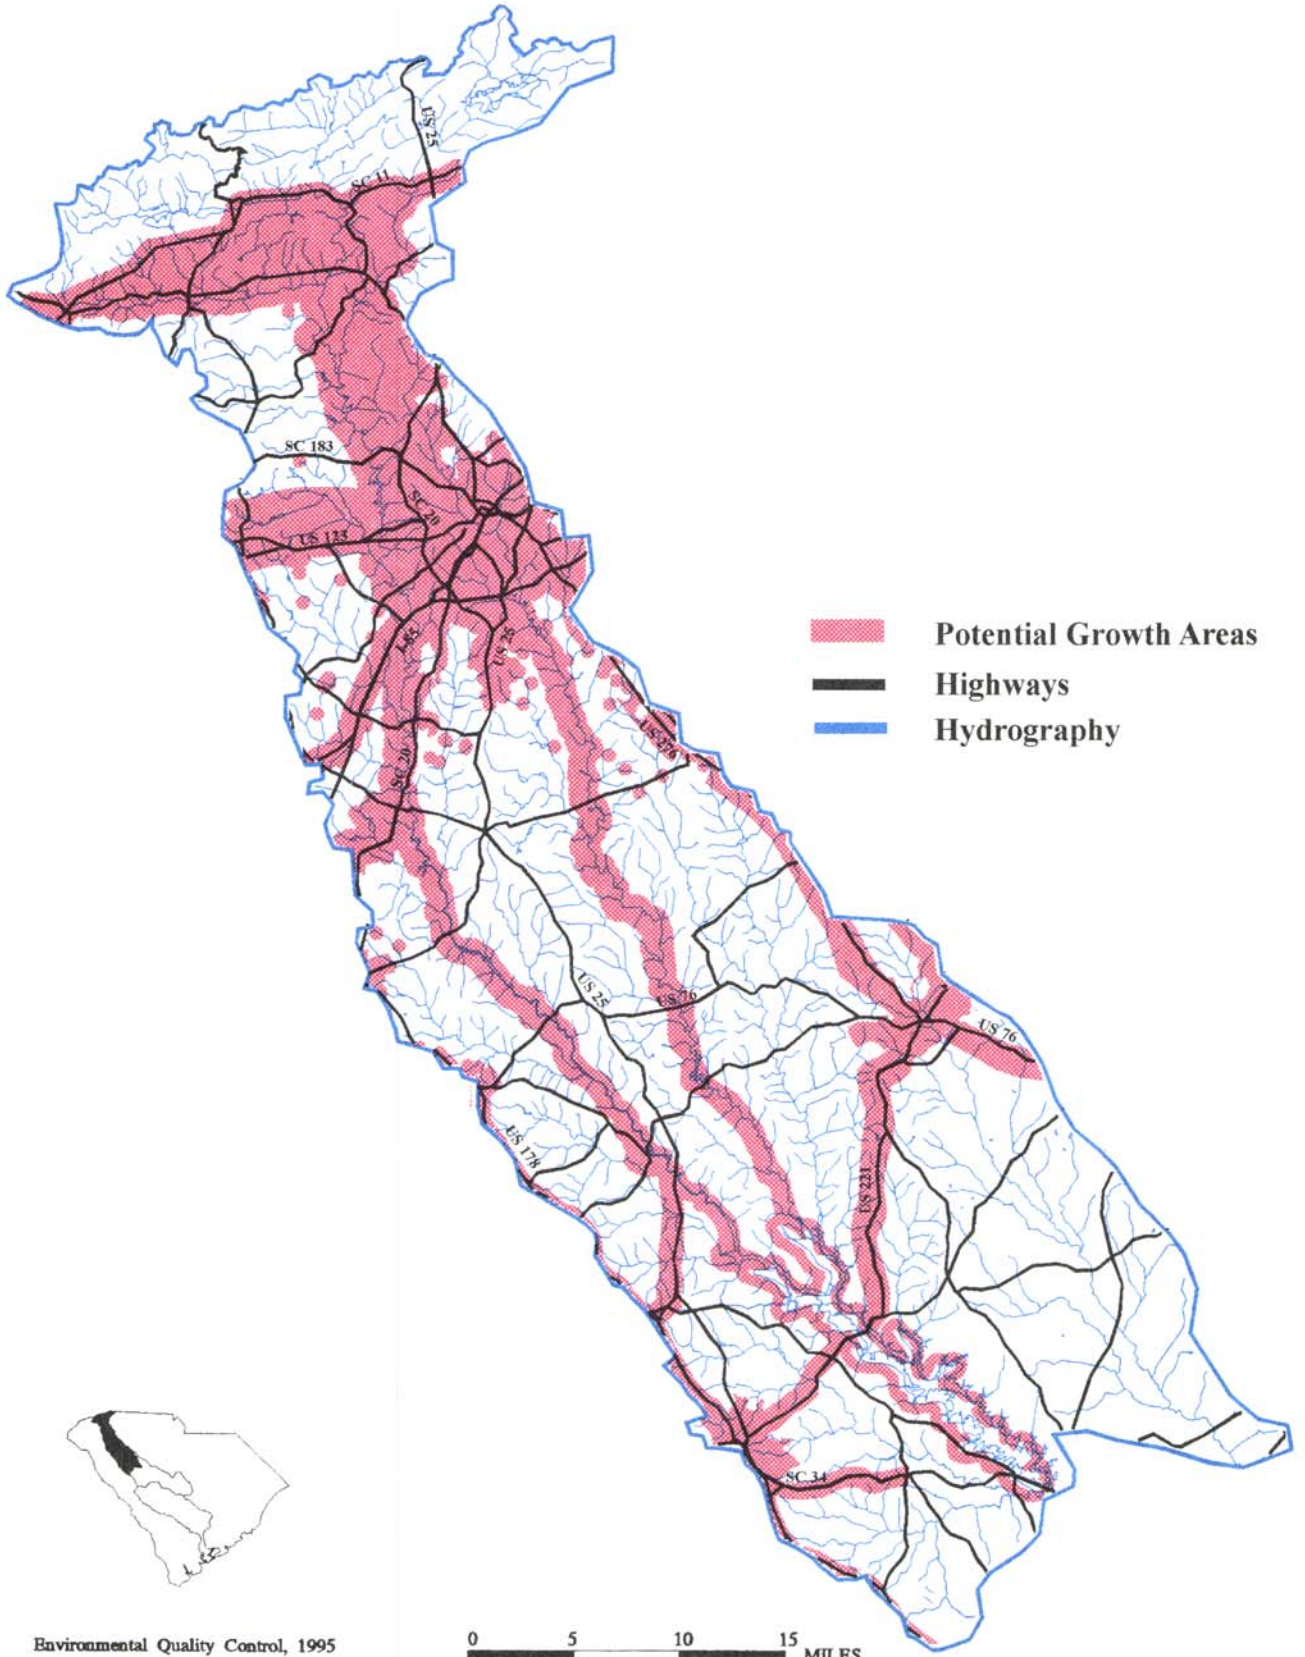 US 25
SC 11
SC 183
SC 20
US 123
I-85
US 25
US 276
SC 20
Potential Growth Areas
Highways
Hydrography
US 25
US 76
US 76
US 178
US 221
SC 34
Environmental Quality Control, 1995
0 5 10 15
MILES